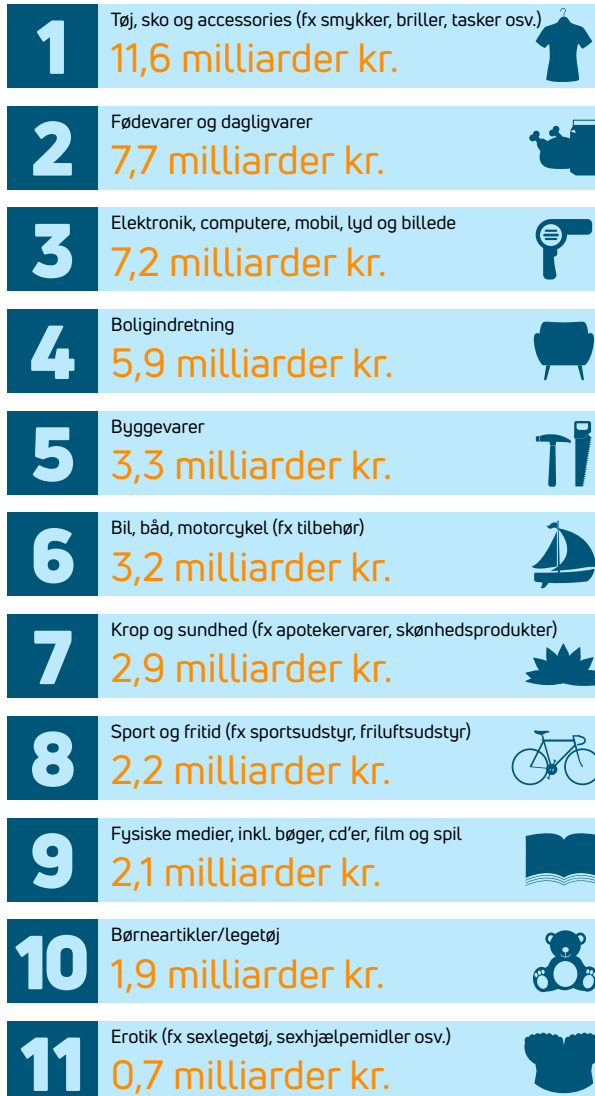 1
Tøj, sko og accessories (fx smykker, briller, tasker osv.)
11,6 milliarder kr.
2
Fødevarer og dagligvarer
7,7 milliarder kr.
3
Elektronik, computere, mobil, lyd og billede
7,2 milliarder kr.
4
Boligindretning
5,9 milliarder kr.
5
Byggevarer
3,3 milliarder kr.
6
Bil, båd, motorcykel (fx tilbehør)
3,2 milliarder kr.
7
Krop og sundhed (fx apotekervarer, skønhedsprodukter)
2,9 milliarder kr.
8
Sport og fritid (fx sportsudstyr, friluftsudstyr)
2,2 milliarder kr.
9
Fysiske medier, inkl. bøger, cd'er, film og spil
2,1 milliarder kr.
10
Børneartikler/legetøj
1,9 milliarder kr.
11
Erotik (fx sexlegetøj, sexhjælpemidler osv.)
0,7 milliarder kr.